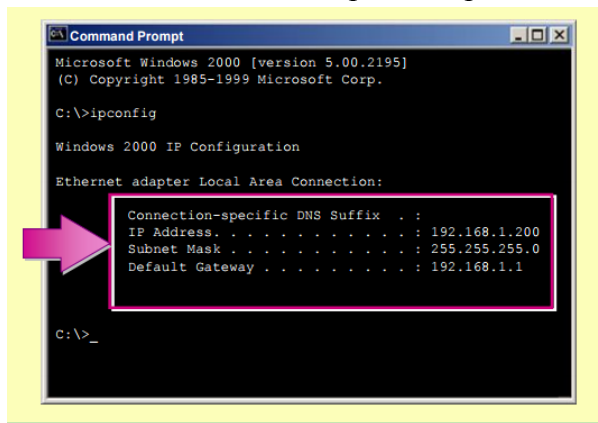 Command Prompt
Microsoft Windows 2000 [version 5.00.2195]
(C) Copyright 1985-1999 Microsoft Corp.
C:\>ipconfig
Windows 2000 IP Configuration
Ethernet adapter Local Area Connection:
Connection-specific DNS Suffix . :
IP Address. . . . . . . . . . . . : 192.168.1.200
Subnet Mask . . . . . . . . . . . : 255.255.255.0
Default Gateway . . . . . . . . . : 192.168.1.1
C:\>_